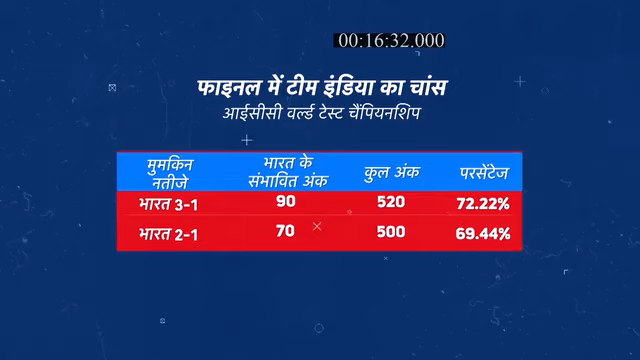 00:16:32.000
फाइनल में टीम इंडिया का चांस
आईसीसी वर्ल्ड टेस्ट चैंपियनशिप
मुमकिन नतीजे भारत के संभावित अंक कुल अंक परसेंटेज
भारत 3-1 90 520 72.22%
भारत 2-1 70 500 69.44%